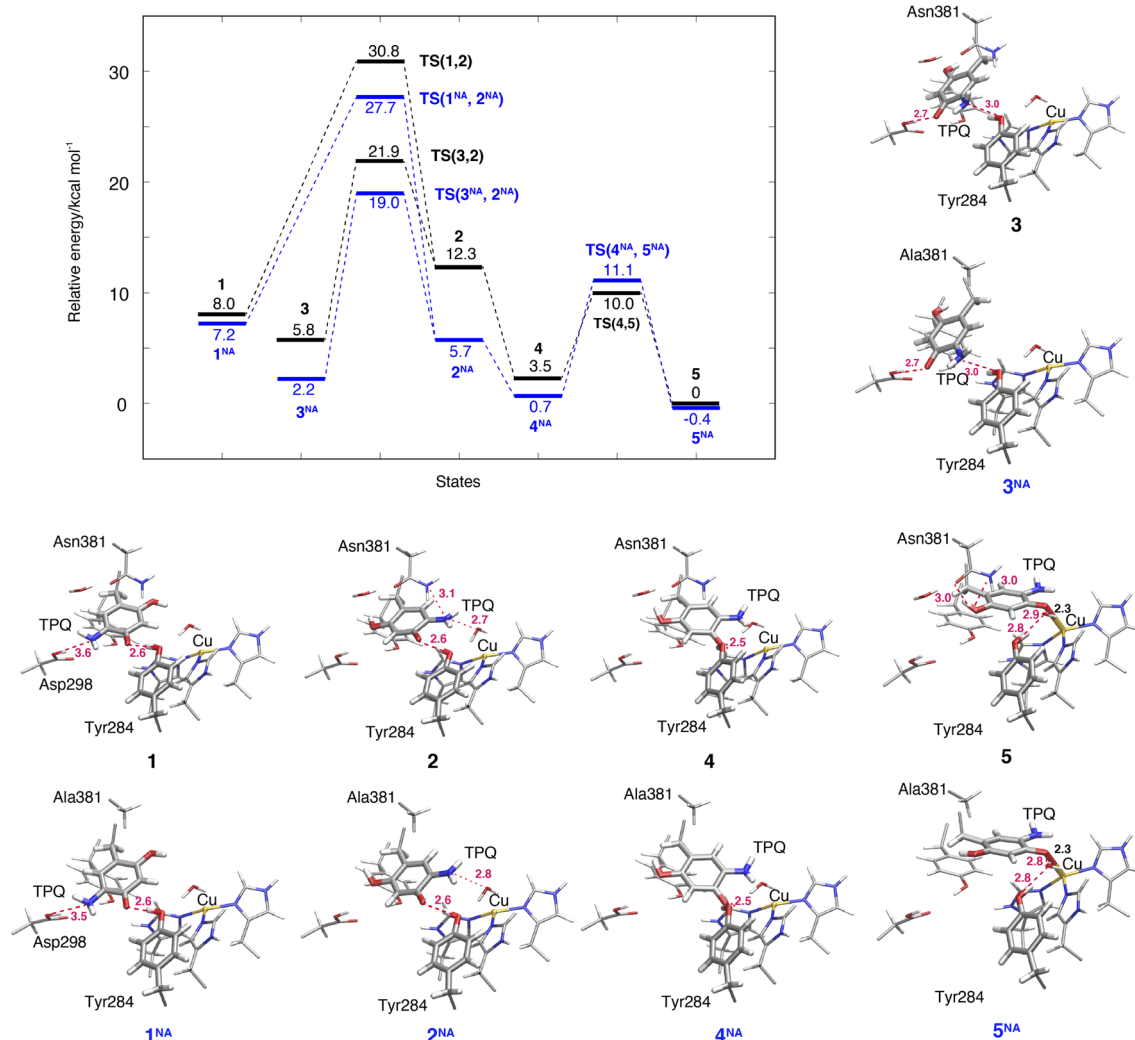 Relative energy/kcal mol⁻¹
30
20
10
0
States
30.8
TS(1,2)
27.7
TS(1ᴺᴬ, 2ᴺᴬ)
21.9
TS(3,2)
19.0
TS(3ᴺᴬ, 2ᴺᴬ)
2
12.3
TS(4ᴺᴬ, 5ᴺᴬ)
11.1
10.0
TS(4,5)
1
8.0
7.2
1ᴺᴬ
3
5.8
2.2
3ᴺᴬ
5.7
2ᴺᴬ
4
3.5
0.7
4ᴺᴬ
5
0
-0.4
5ᴺᴬ
Asn381
3.0
2.7
TPQ
Cu
Tyr284
3
Ala381
2.7
TPQ
3.0
Cu
Tyr284
3ᴺᴬ
Asn381
TPQ
3.6
2.6
Cu
Asp298
Tyr284
1
Asn381
3.1
TPQ
2.7
2.6
Cu
Tyr284
2
Asn381
TPQ
2.5
Cu
Tyr284
4
Asn381
TPQ
3.0
3.0
2.9
2.3
2.8
Cu
Tyr284
5
Ala381
TPQ
3.5
2.6
Cu
Asp298
Tyr284
1ᴺᴬ
Ala381
TPQ
2.8
2.6
Cu
Tyr284
2ᴺᴬ
Ala381
TPQ
2.5
Cu
Tyr284
4ᴺᴬ
Ala381
TPQ
2.3
2.8
Cu
2.8
Tyr284
5ᴺᴬ